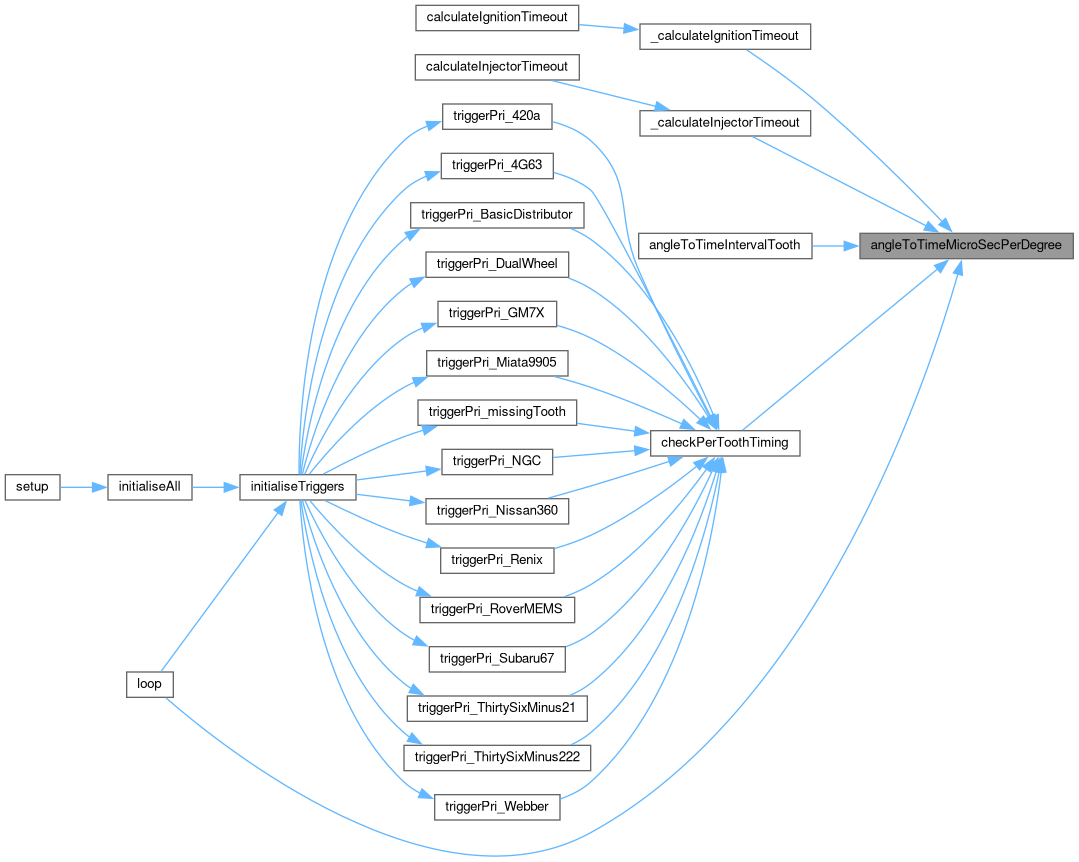 calculateIgnitionTimeout
_calculateIgnitionTimeout
calculateInjectorTimeout
_calculateInjectorTimeout
triggerPri_420a
triggerPri_4G63
triggerPri_BasicDistributor
angleToTimeIntervalTooth
angleToTimeMicroSecPerDegree
triggerPri_DualWheel
triggerPri_GM7X
triggerPri_Miata9905
triggerPri_missingTooth
checkPerToothTiming
triggerPri_NGC
setup
initialiseAll
initialiseTriggers
triggerPri_Nissan360
triggerPri_Renix
triggerPri_RoverMEMS
triggerPri_Subaru67
loop
triggerPri_ThirtySixMinus21
triggerPri_ThirtySixMinus222
triggerPri_Webber